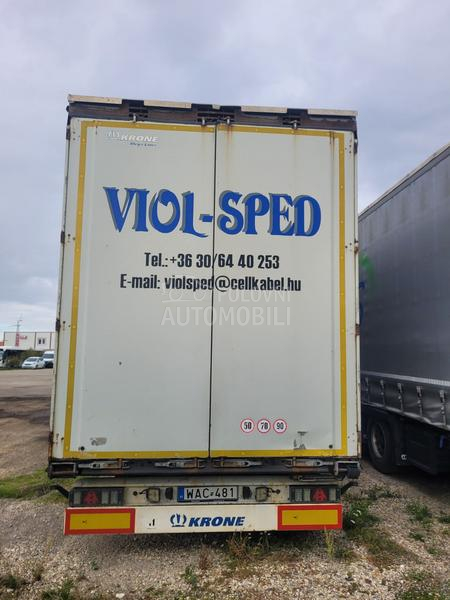 KRONE
VIOL-SPED
Tel.: +36 30/64 40 253
E-mail: violsped@cellkabel.hu
POLOVNI
AUTOMOBILI
50 70 90
WAC-481
KRONE